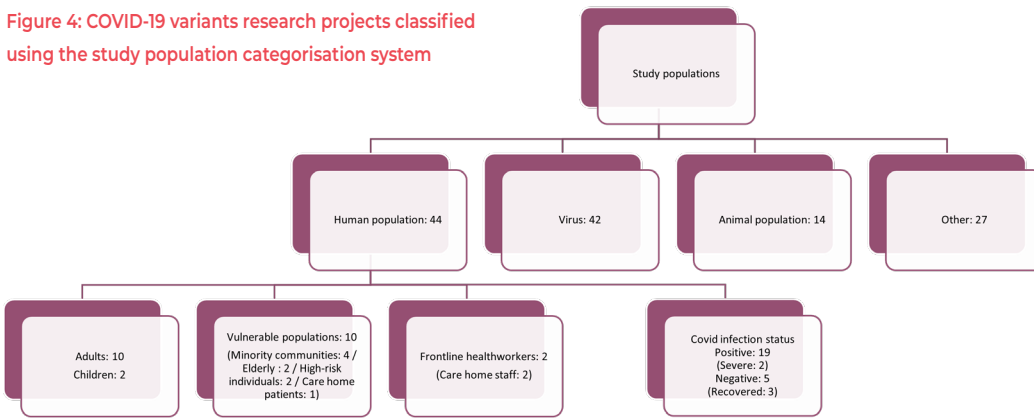 Figure 4: COVID-19 variants research projects classified
using the study population categorisation system
Study populations
Human population: 44
Virus: 42
Animal population: 14
Other: 27
Adults: 10
Children: 2
Vulnerable populations: 10
(Minority communities: 4 /
Elderly : 2 / High-risk
individuals: 2 / Care home
patients: 1)
Frontline healthworkers: 2
(Care home staff: 2)
Covid infection status
Positive: 19
(Severe: 2)
Negative: 5
(Recovered: 3)